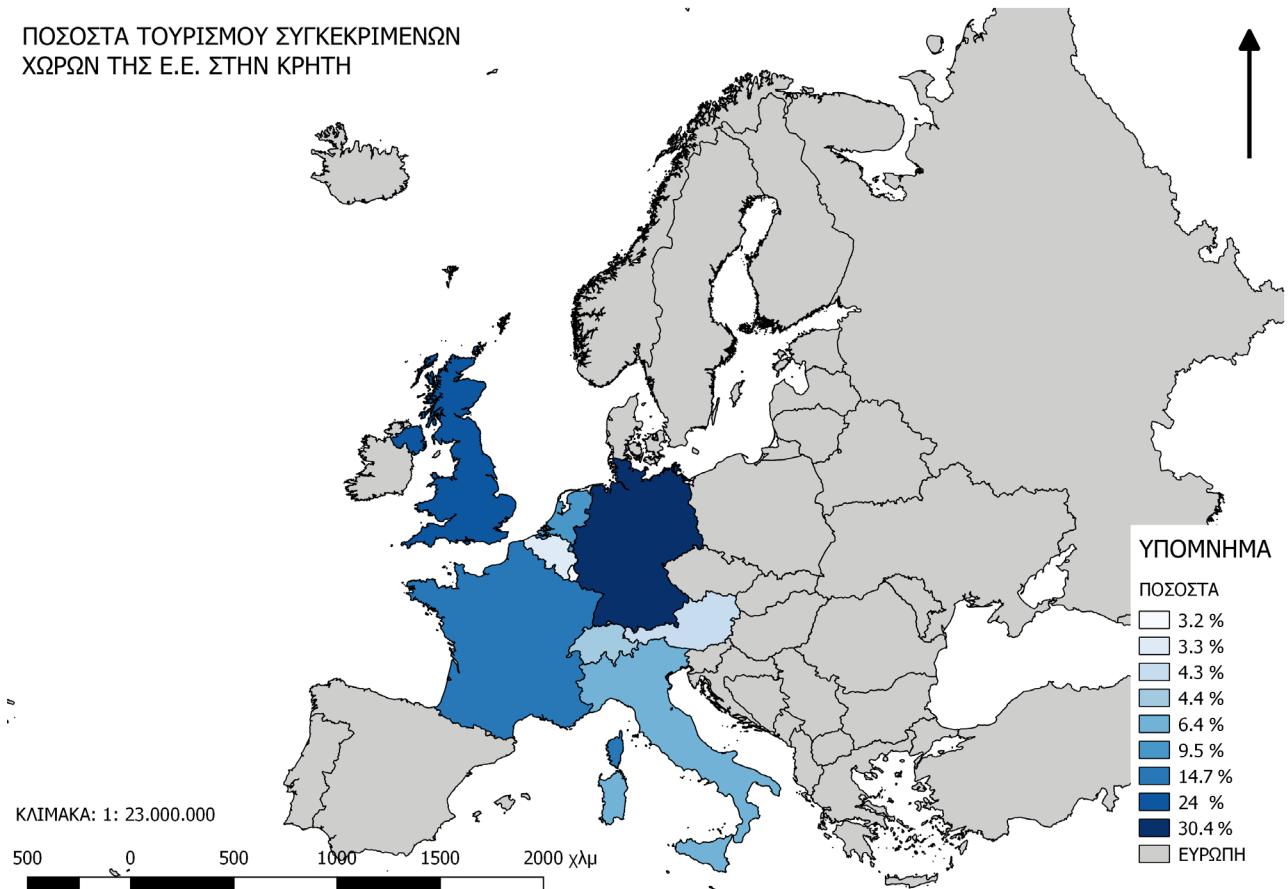 ΠΟΣΟΣΤΑ ΤΟΥΡΙΣΜΟΥ ΣΥΓΚΕΚΡΙΜΕΝΩΝ
ΧΩΡΩΝ ΤΗΣ Ε.Ε. ΣΤΗΝ ΚΡΗΤΗ
ΥΠΟΜΝΗΜΑ
ΠΟΣΟΣΤΑ
3.2 %
3.3 %
4.3 %
4.4 %
6.4 %
9.5 %
14.7 %
24 %
30.4 %
ΕΥΡΩΠΗ
ΚΛΙΜΑΚΑ: 1: 23.000.000
500 0 500 1000 1500 2000 χλμ